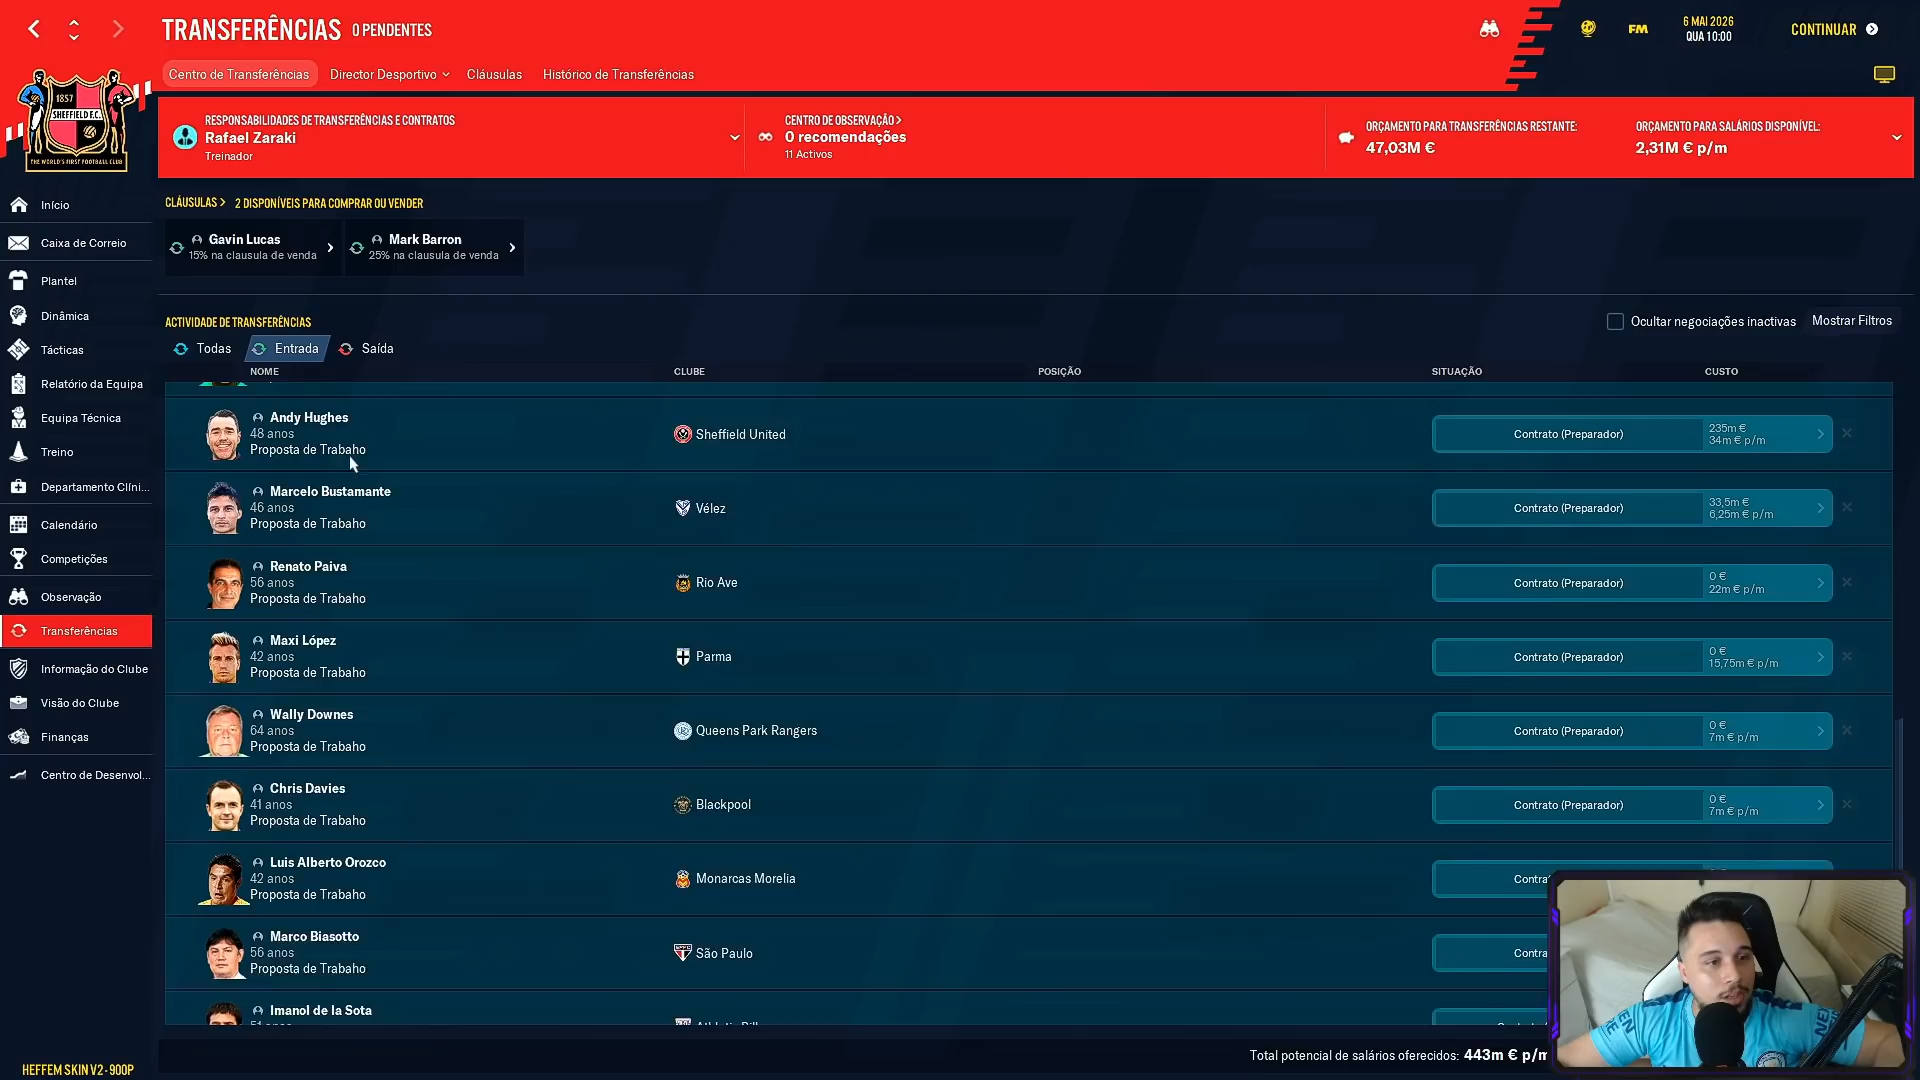 TRANSFERÊNCIAS 0 PENDENTES
FM
6 MAI 2026
QUA 10:00
CONTINUAR
Centro de Transferências
Director Desportivo
Cláusulas
Histórico de Transferências
1857
SHEFFIELD F.C.
THE WORLD'S FIRST FOOTBALL CLUB
RESPONSABILIDADES DE TRANSFERÊNCIAS E CONTRATOS
Rafael Zaraki
Treinador
CENTRO DE OBSERVAÇÃO >
0 recomendações
11 Activos
ORÇAMENTO PARA TRANSFERÊNCIAS RESTANTE:
47,03M €
ORÇAMENTO PARA SALÁRIOS DISPONÍVEL:
2,31M € p/m
Início
Caixa de Correio
Plantel
Dinâmica
Tácticas
Relatório da Equipa
Equipa Técnica
Treino
Departamento Clíni...
Calendário
Competições
Observação
Transferências
Informação do Clube
Visão do Clube
Finanças
Centro de Desenvol...
HEFFEM SKIN V2 - 900P
CLÁUSULAS > 2 DISPONÍVEIS PARA COMPRAR OU VENDER
Gavin Lucas
15% na clausula de venda
Mark Barron
25% na clausula de venda
ACTIVIDADE DE TRANSFERÊNCIAS
Ocultar negociações inactivas
Mostrar Filtros
Todas
Entrada
Saída
NOME CLUBE POSIÇÃO SITUAÇÃO CUSTO
Andy Hughes
48 anos
Proposta de Trabaho
Sheffield United
Contrato (Preparador)
235m €
34m € p/m
Marcelo Bustamante
46 anos
Proposta de Trabaho
Vélez
Contrato (Preparador)
33,5m €
6,25m € p/m
Renato Paiva
56 anos
Proposta de Trabaho
Rio Ave
Contrato (Preparador)
0 €
22m € p/m
Maxi López
42 anos
Proposta de Trabaho
Parma
Contrato (Preparador)
0 €
15,75m € p/m
Wally Downes
64 anos
Proposta de Trabaho
Queens Park Rangers
Contrato (Preparador)
0 €
7m € p/m
Chris Davies
41 anos
Proposta de Trabaho
Blackpool
Contrato (Preparador)
0 €
7m € p/m
Luis Alberto Orozco
42 anos
Proposta de Trabaho
Monarcas Morelia
Contra
Marco Biasotto
56 anos
Proposta de Trabaho
São Paulo
Contra
Imanol de la Sota
Total potencial de salários oferecidos: 443m € p/m